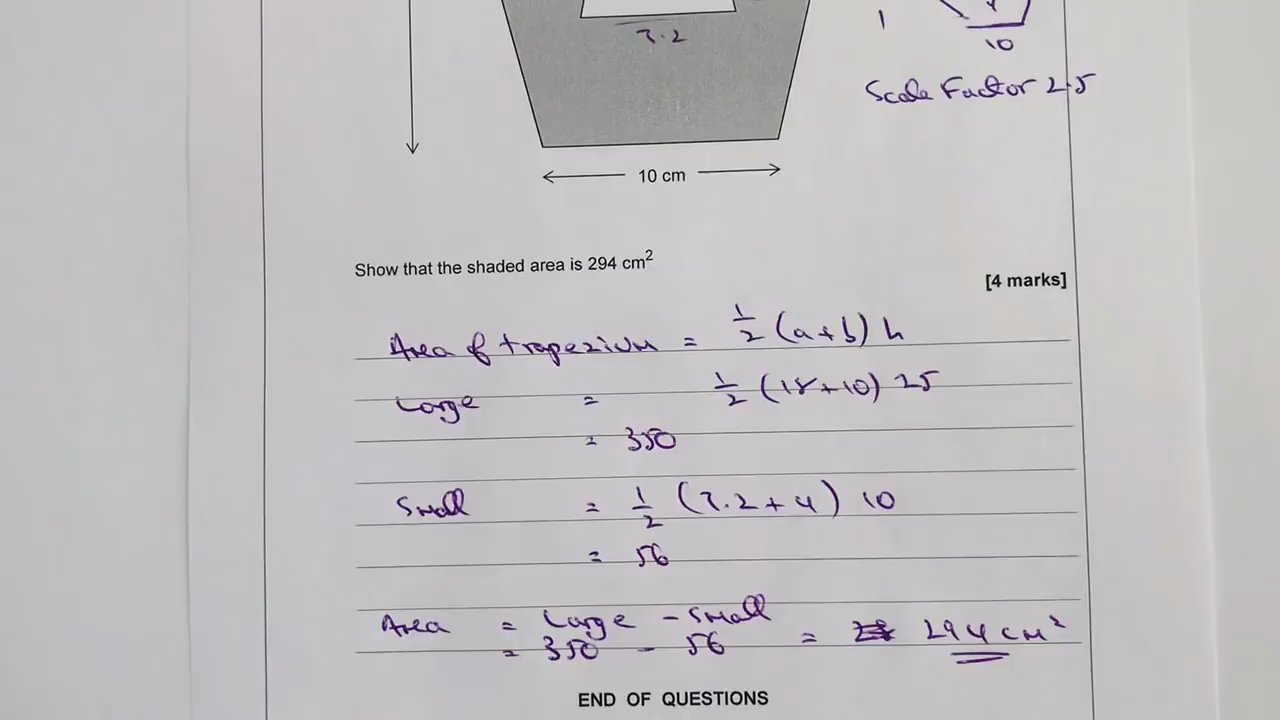 7.2
1
10
Scale Factor 2.5
10 cm
Show that the shaded area is 294 cm²
[4 marks]
Area of trapezium = 1/2 (a+b) h
Large = 1/2 (18+10) 25
= 350
Small = 1/2 (7.2+4) 10
= 56
Area = Large - Small
= 350 - 56 = 294 cm²
END OF QUESTIONS